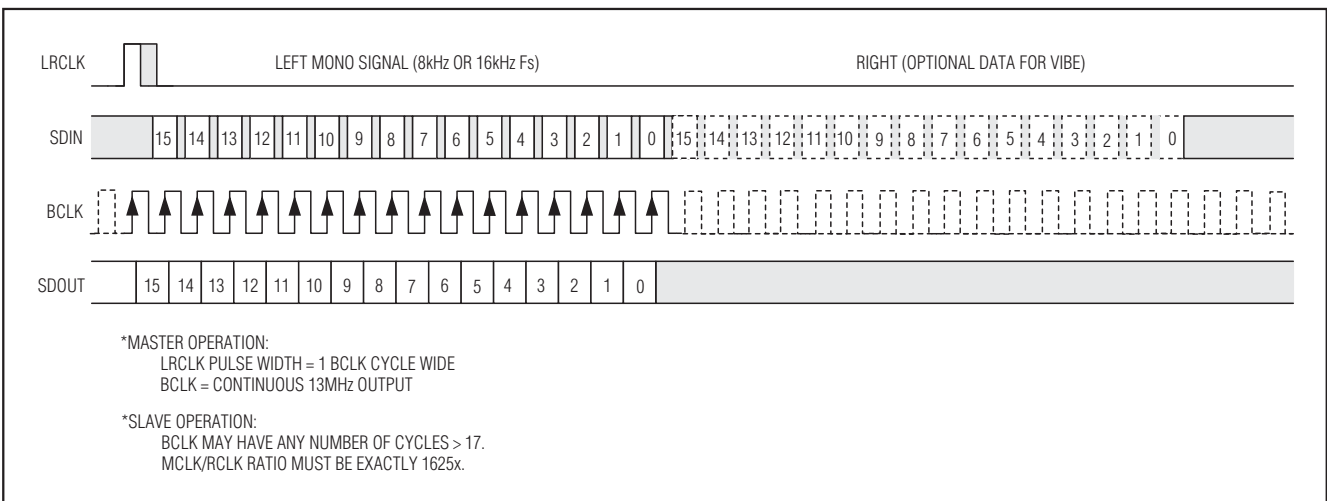 LRCLK LEFT MONO SIGNAL (8kHz OR 16kHz Fs) RIGHT (OPTIONAL DATA FOR VIBE)
SDIN 15 14 13 12 11 10 9 8 7 6 5 4 3 2 1 0 15 14 13 12 11 10 9 8 7 6 5 4 3 2 1 0
BCLK
SDOUT 15 14 13 12 11 10 9 8 7 6 5 4 3 2 1 0
*MASTER OPERATION:
LRCLK PULSE WIDTH = 1 BCLK CYCLE WIDE
BCLK = CONTINUOUS 13MHz OUTPUT
*SLAVE OPERATION:
BCLK MAY HAVE ANY NUMBER OF CYCLES > 17.
MCLK/RCLK RATIO MUST BE EXACTLY 1625x.